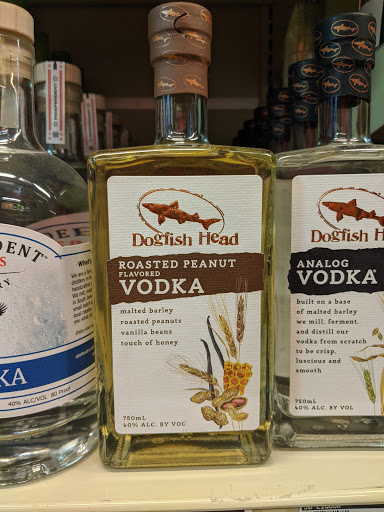 DENT
KA
40% ALC/VOL 80 Proof
Dogfish Head
ROASTED PEANUT
FLAVORED
VODKA
malted barley
roasted peanuts
vanilla beans
touch of honey
750mL
40% ALC. BY VOL
Dogfish Head
ANALOG
VODKA
built on a base
of malted barley
we mill, ferment,
and distill our
vodka from scratch
to be crisp,
luscious and
smooth
750mL
40% ALC. BY VOL